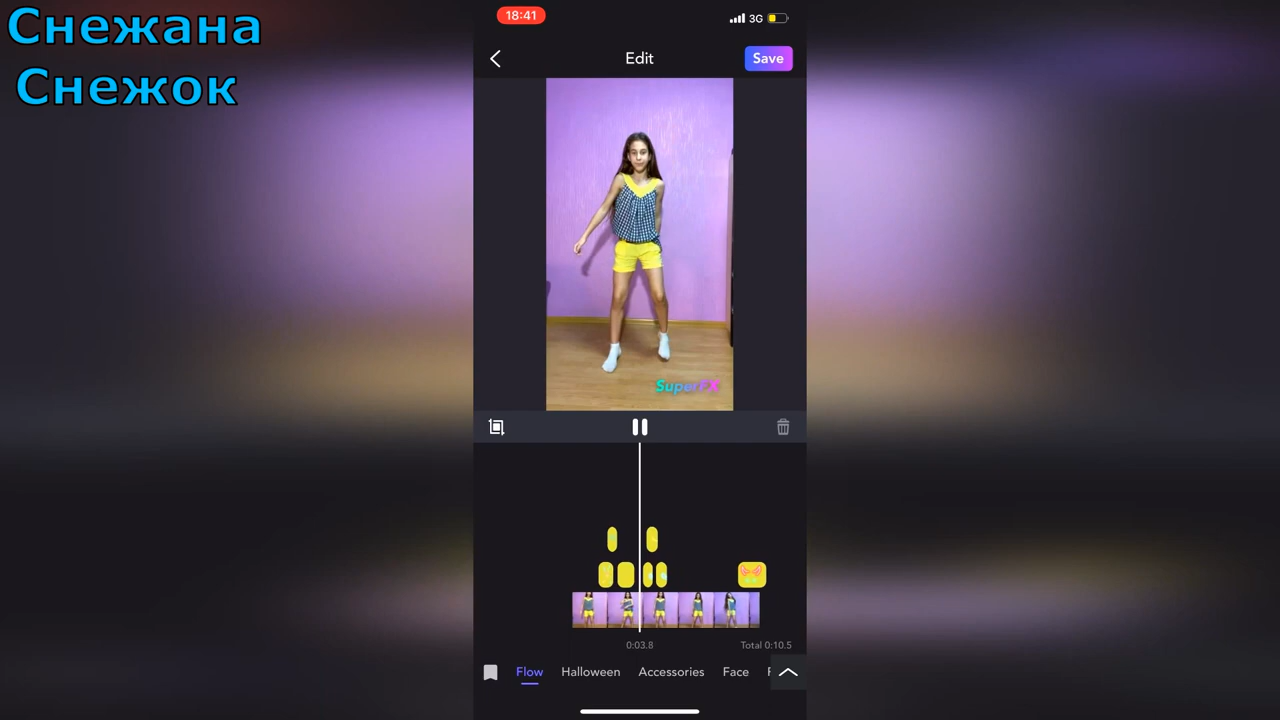 Снежана
Снежок
18:41
3G
Edit
Save
SuperFX
0:03.8
Total 0:10.5
Flow
Halloween
Accessories
Face